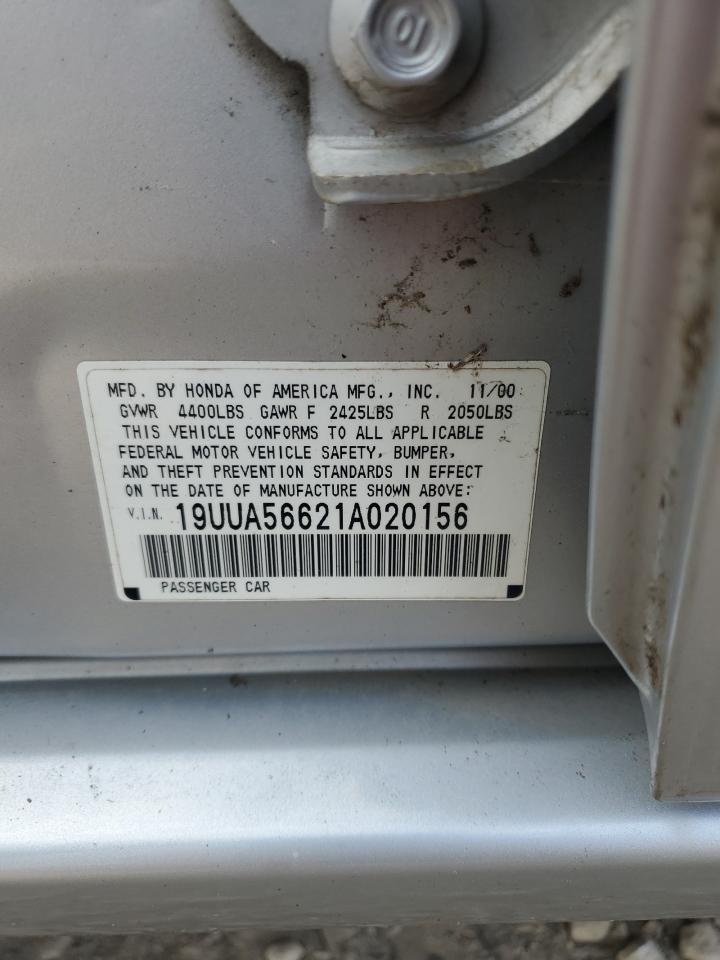 10
MFD. BY HONDA OF AMERICA MFG., INC. 11/00
GVWR 4400LBS GAWR F 2425LBS R 2050LBS
THIS VEHICLE CONFORMS TO ALL APPLICABLE
FEDERAL MOTOR VEHICLE SAFETY, BUMPER,
AND THEFT PREVENTION STANDARDS IN EFFECT
ON THE DATE OF MANUFACTURE SHOWN ABOVE:
V.I.N. 19UUA56621A020156
PASSENGER CAR